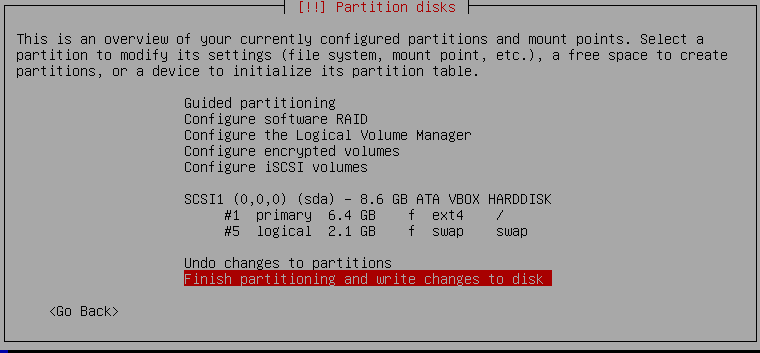 [!!] Partition disks
This is an overview of your currently configured partitions and mount points. Select a
partition to modify its settings (file system, mount point, etc.), a free space to create
partitions, or a device to initialize its partition table.
Guided partitioning
Configure software RAID
Configure the Logical Volume Manager
Configure encrypted volumes
Configure iSCSI volumes
SCSI1 (0,0,0) (sda) - 8.6 GB ATA VBOX HARDDISK
#1 primary 6.4 GB f ext4 /
#5 logical 2.1 GB f swap swap
Undo changes to partitions
Finish partitioning and write changes to disk
<Go Back>